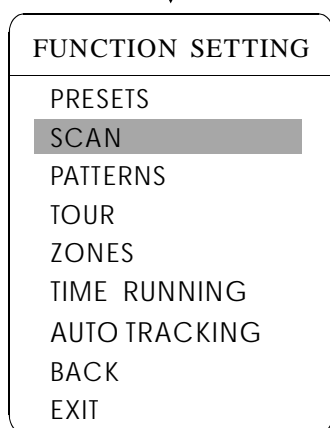 FUNCTION SETTING
PRESETS
SCAN
PATTERNS
TOUR
ZONES
TIME RUNNING
AUTO TRACKING
BACK
EXIT